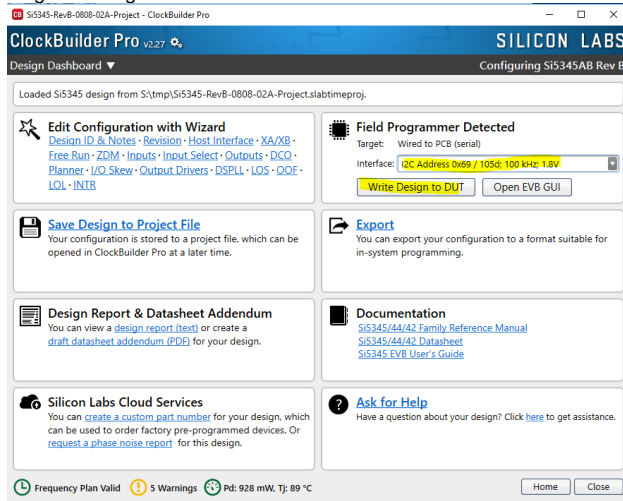 Si5345-RevB-0808-02A-Project - ClockBuilder Pro
ClockBuilder Pro v2.27
SILICON LABS
Design Dashboard ▼
Configuring Si5345AB Rev B
Loaded Si5345 design from S:\tmp\Si5345-RevB-0808-02A-Project.slabtimeproj.
Edit Configuration with Wizard
Design ID & Notes · Revision · Host Interface · XA/XB ·
Free Run · ZDM · Inputs · Input Select · Outputs · DCO ·
Planner · I/O Skew · Output Drivers · DSPLL · LOS · OOF ·
LOL · INTR
Field Programmer Detected
Target: Wired to PCB (serial)
Interface: I2C Address 0x69 / 105d; 100 kHz; 1.8V
Write Design to DUT
Open EVB GUI
Save Design to Project File
Your configuration is stored to a project file, which can be
opened in ClockBuilder Pro at a later time.
Export
You can export your configuration to a format suitable for
in-system programming.
Design Report & Datasheet Addendum
You can view a design report (text) or create a
draft datasheet addendum (PDF) for your design.
Documentation
Si5345/44/42 Family Reference Manual
Si5345/44/42 Datasheet
Si5345 EVB User's Guide
Silicon Labs Cloud Services
You can create a custom part number for your design, which
can be used to order factory pre-programmed devices. Or
request a phase noise report for this design.
Ask for Help
Have a question about your design? Click here to get assistance.
Frequency Plan Valid
5 Warnings
Pd: 928 mW, Tj: 89 °C
Home
Close